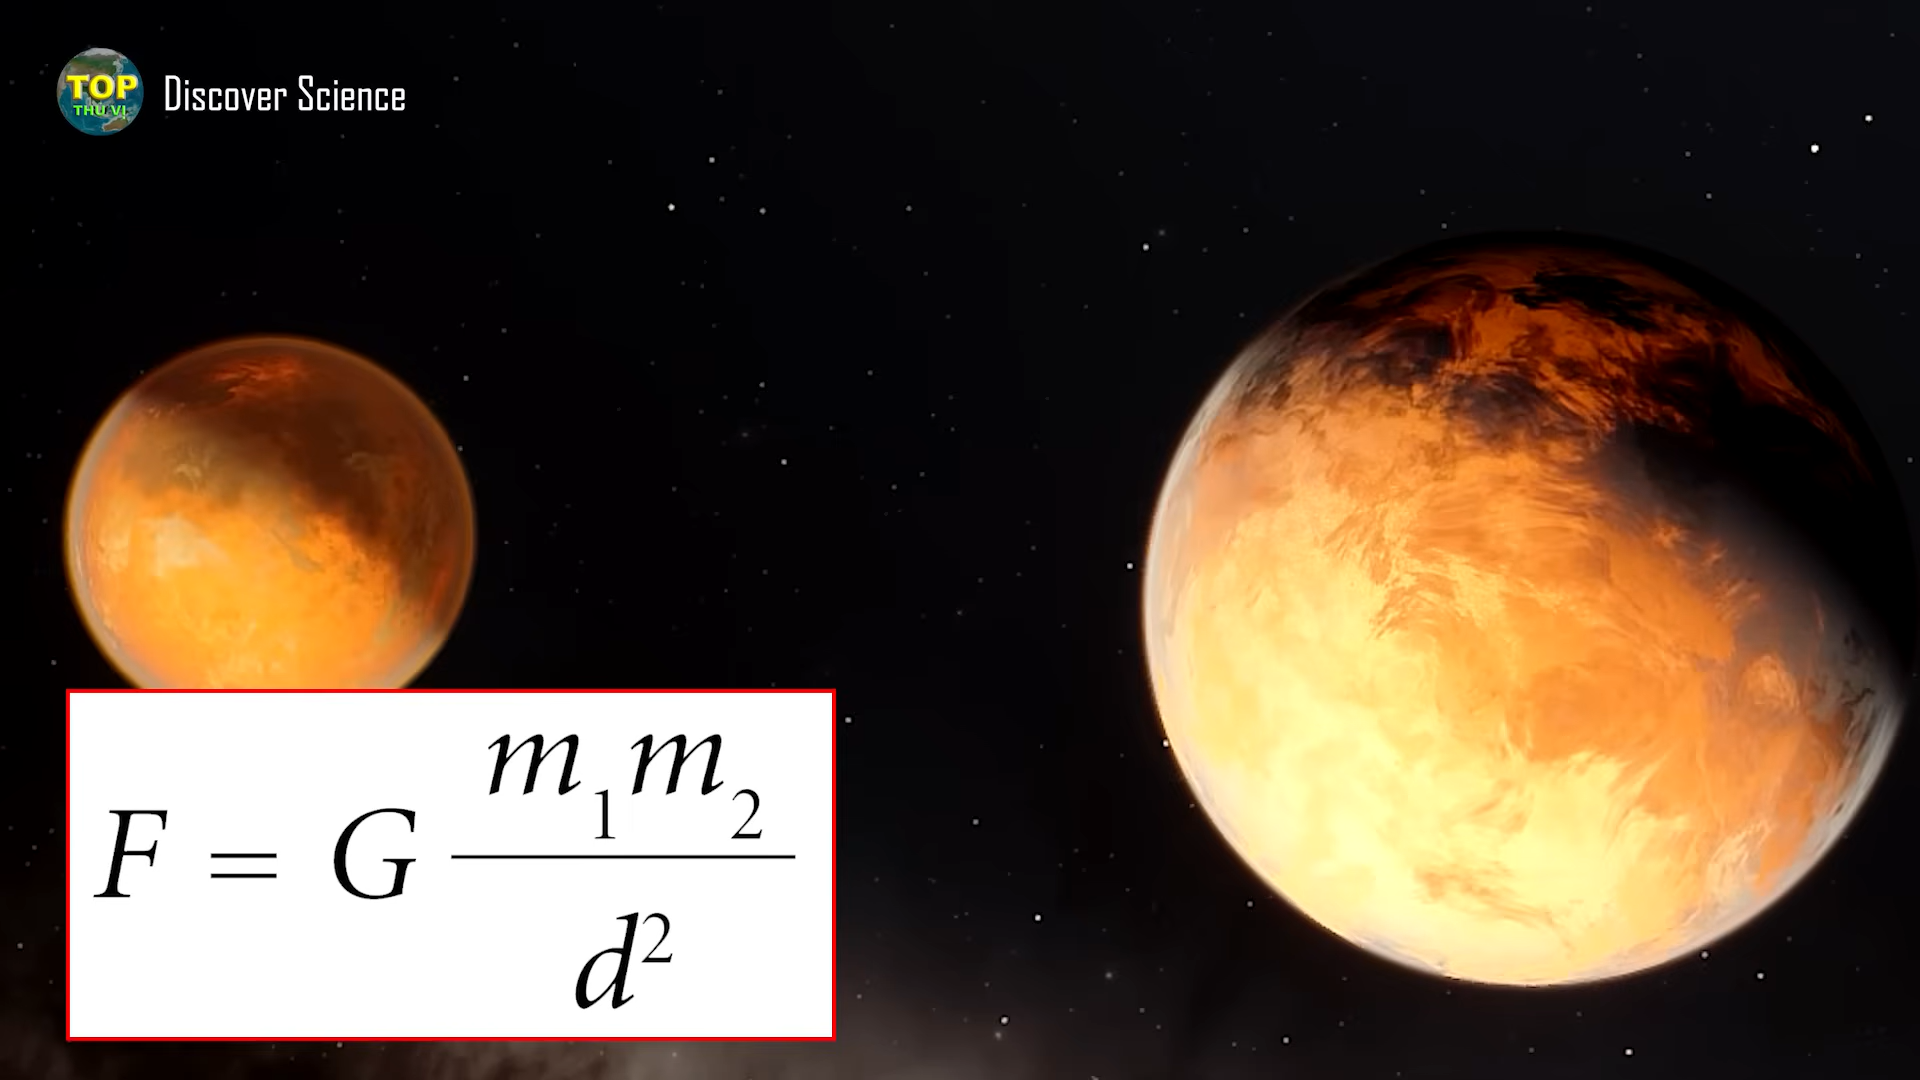 TOP
THÚ VỊ
Discover Science
F = G m₁m₂ / d²